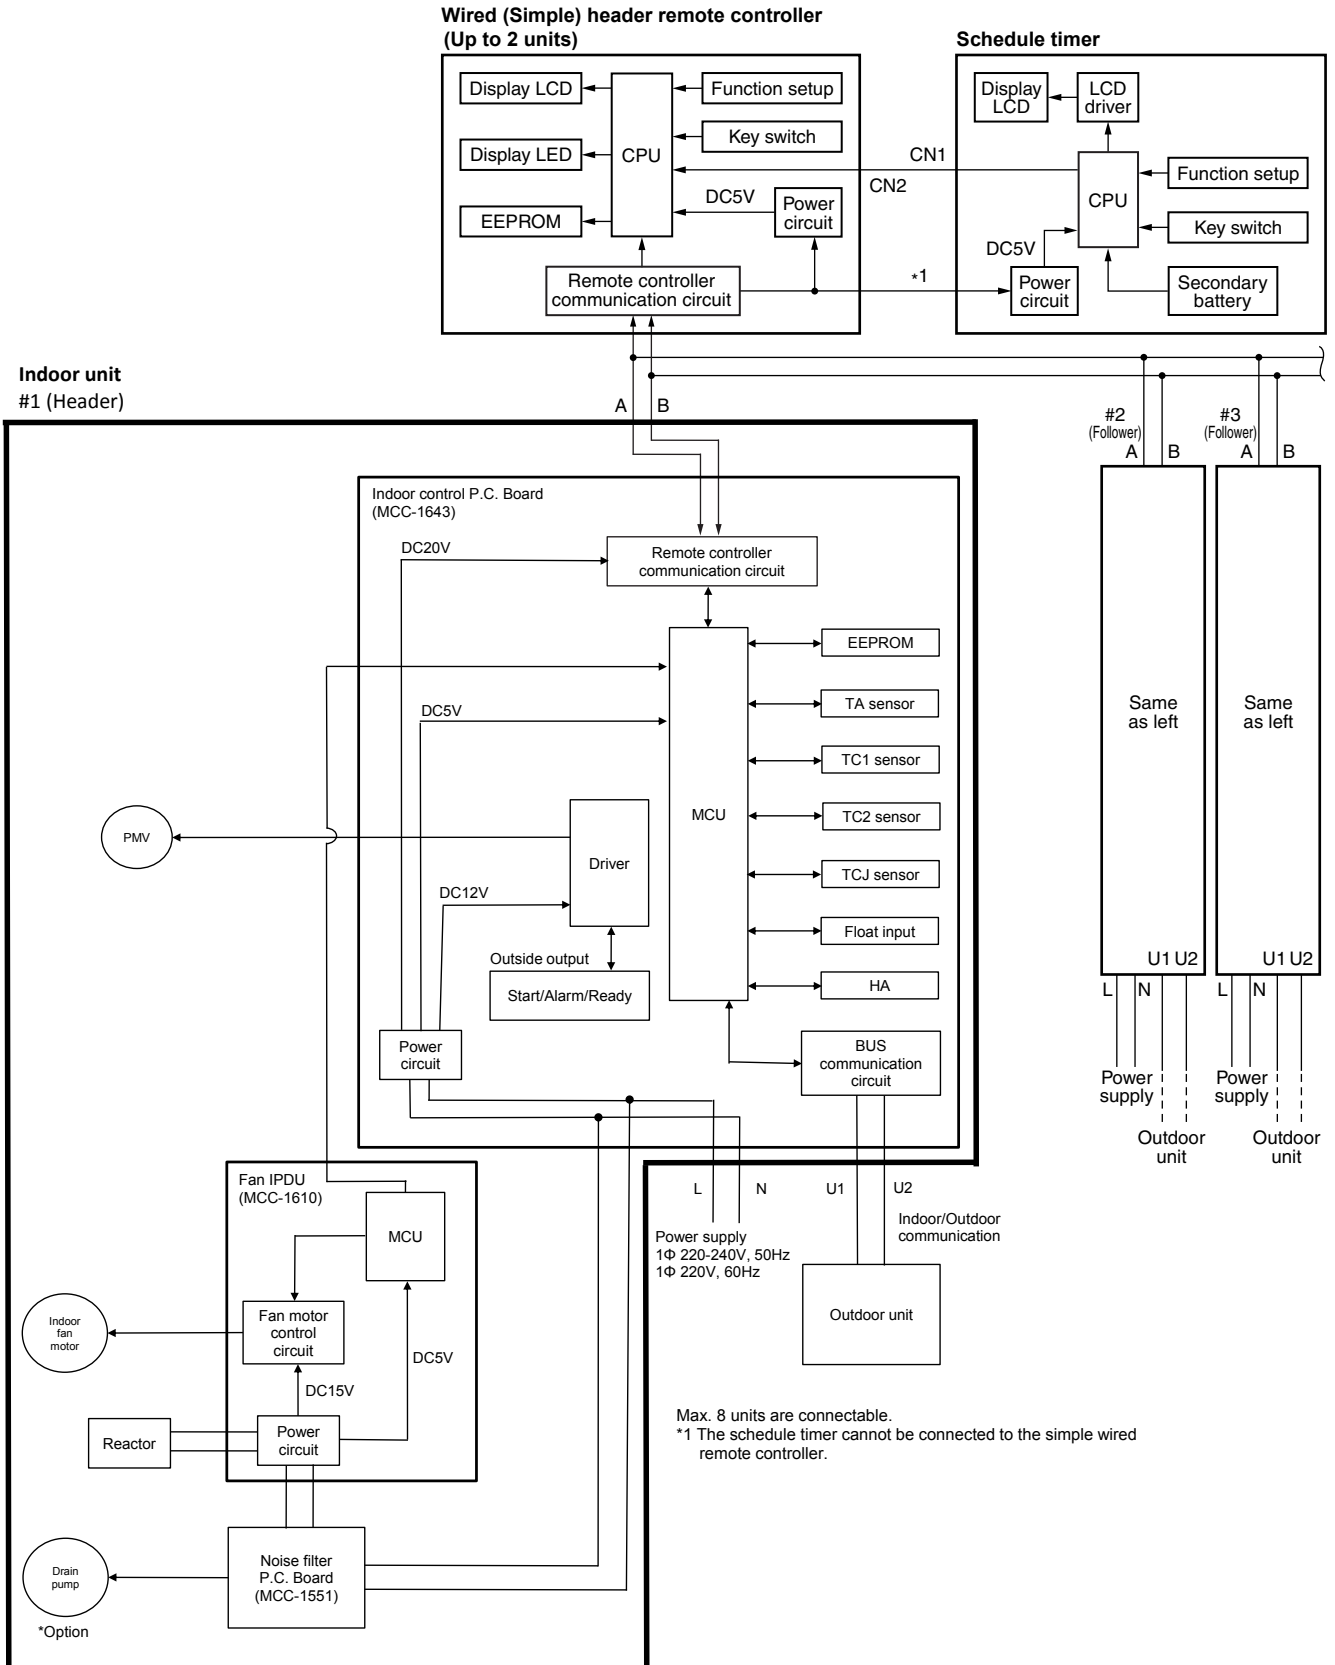 Wired (Simple) header remote controller
(Up to 2 units)
Display LCD
Display LED
EEPROM
CPU
Function setup
Key switch
DC5V
Power
circuit
Remote controller
communication circuit
CN1
CN2
*1
Schedule timer
Display
LCD
LCD
driver
CPU
Function setup
Key switch
DC5V
Power
circuit
Secondary
battery
Indoor unit
#1 (Header)
A
B
Indoor control P.C. Board
(MCC-1643)
DC20V
Remote controller
communication circuit
DC5V
MCU
EEPROM
TA sensor
TC1 sensor
TC2 sensor
TCJ sensor
Float input
HA
PMV
Driver
DC12V
Outside output
Start/Alarm/Ready
Power
circuit
BUS
communication
circuit
#2
(Follower)
A
B
Same
as left
U1 U2
L
N
Power
supply
Outdoor
unit
#3
(Follower)
A
B
Same
as left
U1 U2
L
N
Power
supply
Outdoor
unit
Fan IPDU
(MCC-1610)
MCU
Fan motor
control
circuit
DC15V
DC5V
Power
circuit
Indoor
fan
motor
Reactor
Drain
pump
*Option
Noise filter
P.C. Board
(MCC-1551)
L
N
Power supply
1Φ 220-240V, 50Hz
1Φ 220V, 60Hz
U1
U2
Indoor/Outdoor
communication
Outdoor unit
Max. 8 units are connectable.
*1 The schedule timer cannot be connected to the simple wired
remote controller.